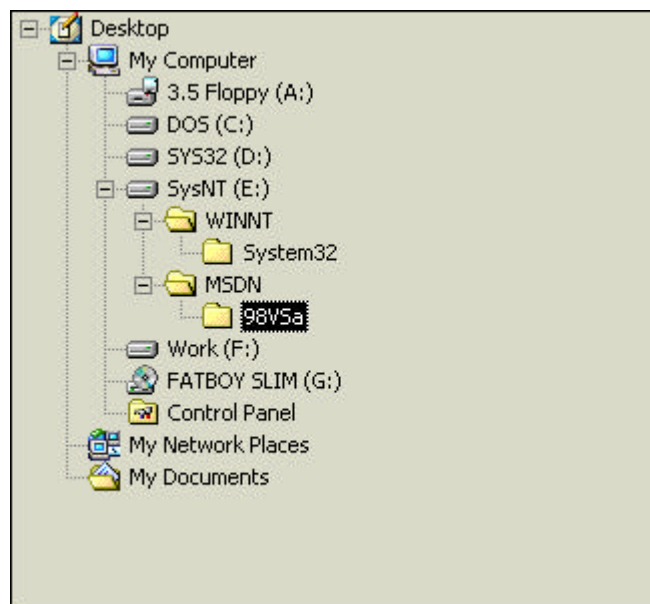 Desktop
My Computer
3.5 Floppy (A:)
DOS (C:)
SYS32 (D:)
SysNT (E:)
WINNT
System32
MSDN
98VSa
Work (F:)
FATBOY SLIM (G:)
Control Panel
My Network Places
My Documents